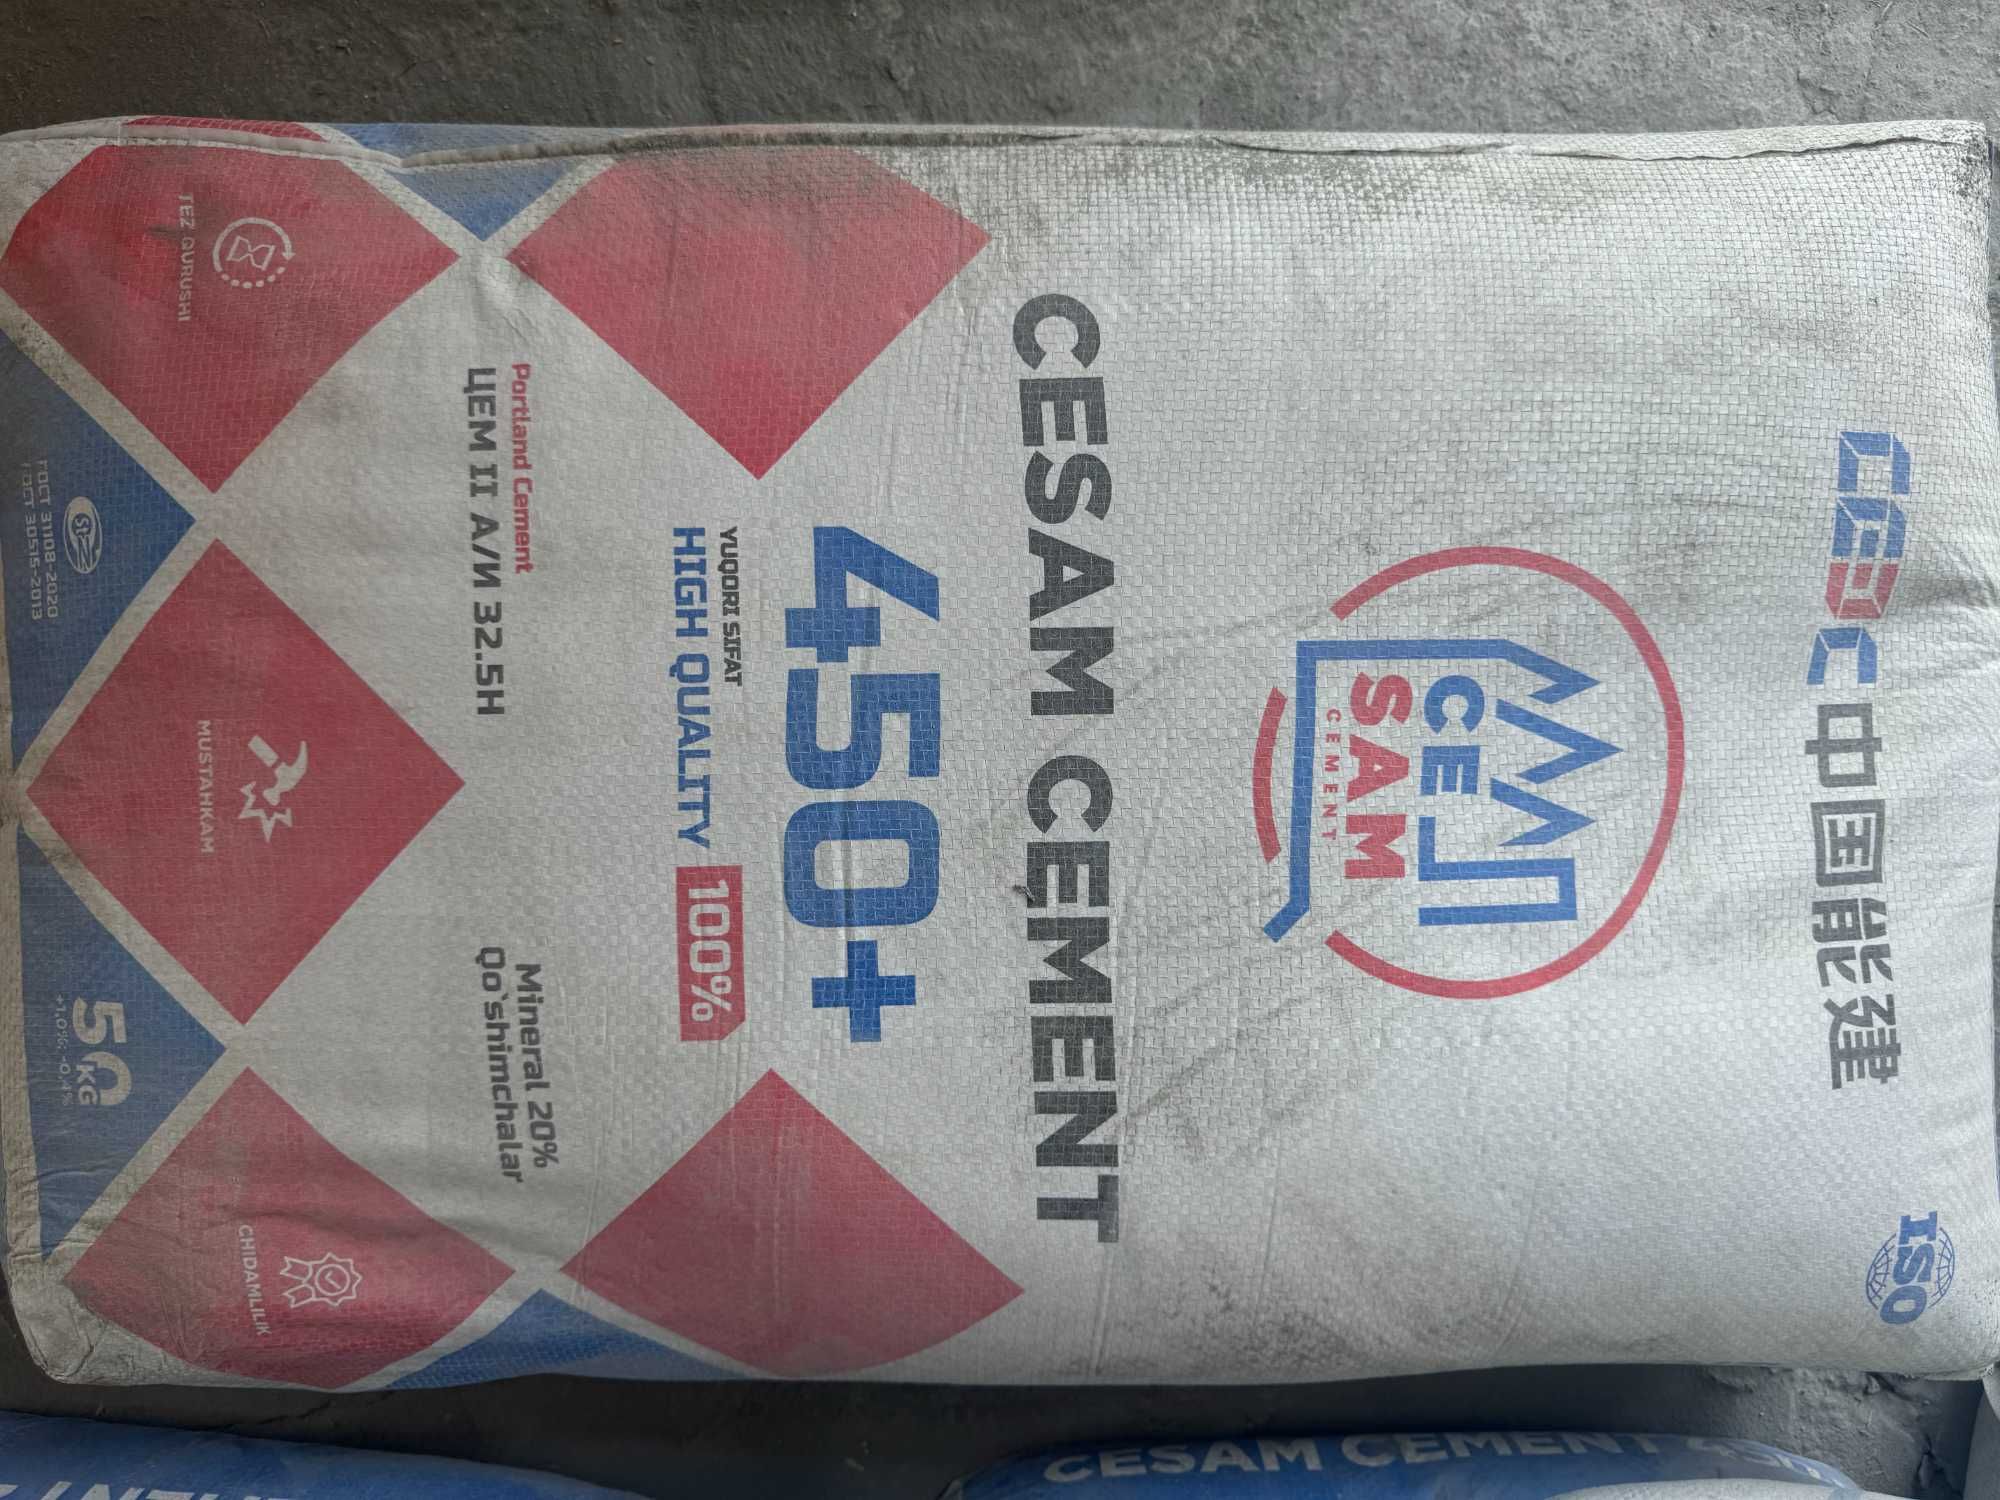 CEEC 中国能建
ISO
CE
SAM
CEMENT
CESAM CEMENT
450+
YUQORI SIFAT
HIGH QUALITY 100%
Portland Cement
ЦЕМ II А/И 32.5Н
Mineral 20%
Qo`shimchalar
TEZ QURUSHI
MUSTAHKAM
CHIDAMLILIK
ГОСТ 31108-2020
ГОСТ 30515-2013
50 KG
CESAM CEMENT